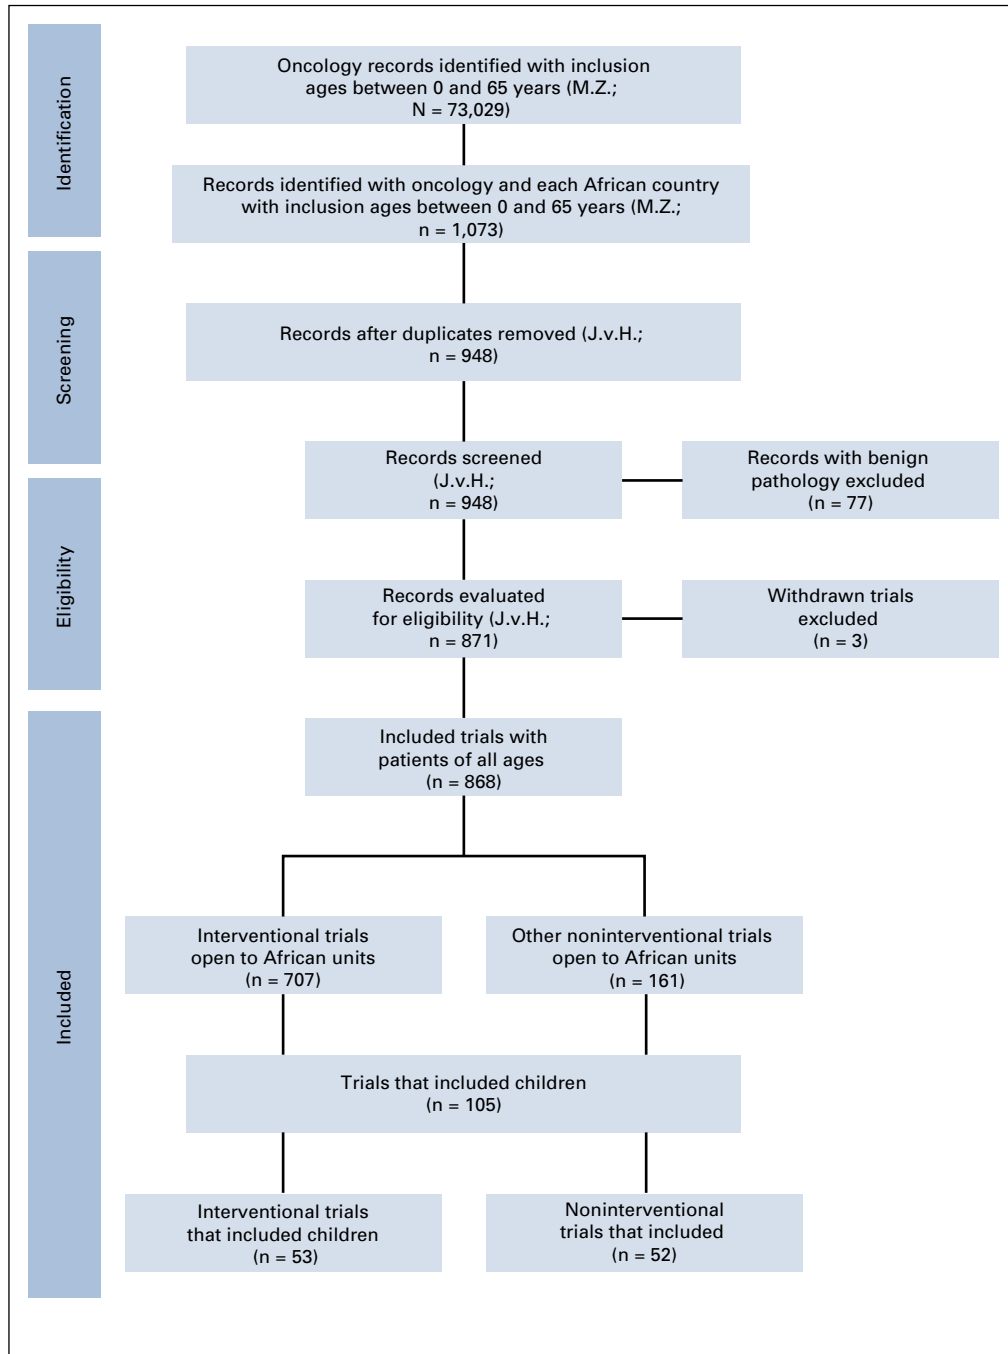 Identification
Oncology records identified with inclusion
ages between 0 and 65 years (M.Z.;
N = 73,029)
Records identified with oncology and each African country
with inclusion ages between 0 and 65 years (M.Z.;
n = 1,073)
Screening
Records after duplicates removed (J.v.H.;
n = 948)
Records screened
(J.v.H.;
n = 948)
Records with benign
pathology excluded
(n = 77)
Eligibility
Records evaluated
for eligibility (J.v.H.;
n = 871)
Withdrawn trials
excluded
(n = 3)
Included
Included trials with
patients of all ages
(n = 868)
Interventional trials
open to African units
(n = 707)
Other noninterventional trials
open to African units
(n = 161)
Trials that included children
(n = 105)
Interventional trials
that included children
(n = 53)
Noninterventional
trials that included
(n = 52)